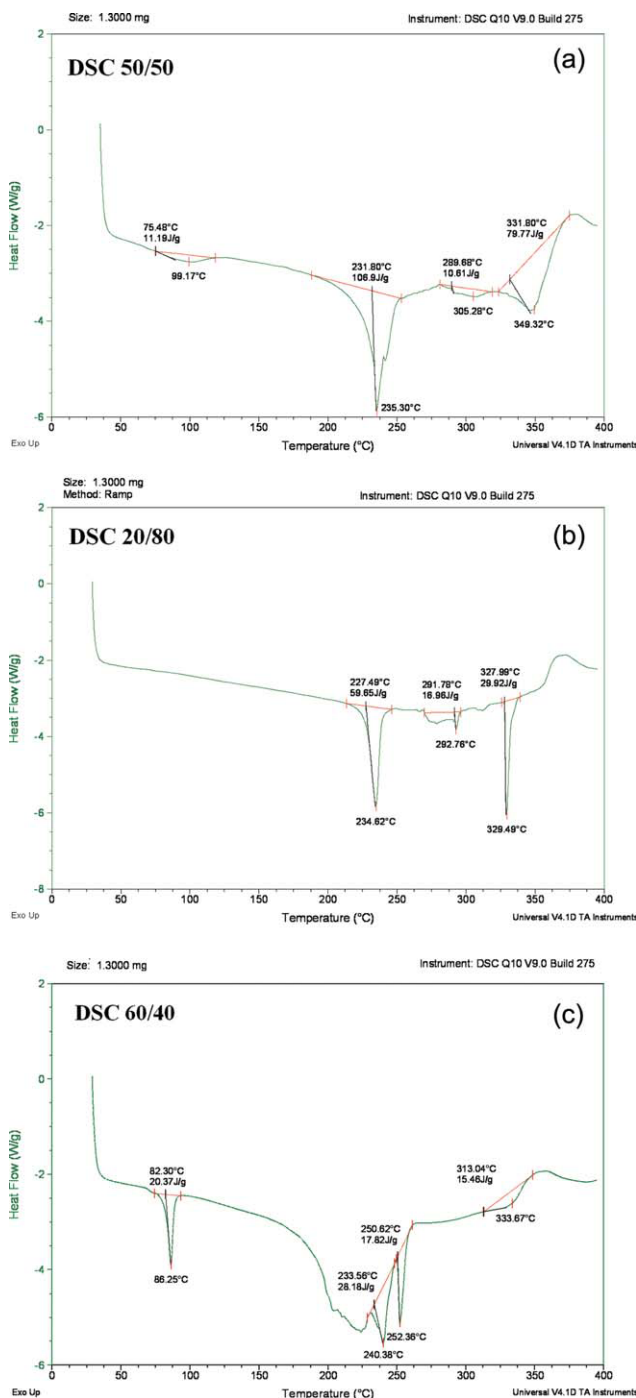 Size: 1.3000 mg
Instrument: DSC Q10 V9.0 Build 275
DSC 50/50
(a)
2
0
-2
-4
-6
Heat Flow (W/g)
75.48°C
11.19J/g
99.17°C
231.80°C
106.9J/g
235.30°C
289.68°C
10.61J/g
305.28°C
331.80°C
79.77J/g
349.32°C
0 50 100 150 200 250 300 350 400
Exo Up
Temperature (°C)
Universal V4.1D TA Instruments
Size: 1.3000 mg
Method: Ramp
Instrument: DSC Q10 V9.0 Build 275
DSC 20/80
(b)
2
0
-2
-4
-6
-8
Heat Flow (W/g)
227.49°C
59.65J/g
234.62°C
291.78°C
16.96J/g
292.76°C
327.99°C
29.92J/g
329.49°C
0 50 100 150 200 250 300 350 400
Exo Up
Temperature (°C)
Universal V4.1D TA Instruments
Size: 1.3000 mg
Instrument: DSC Q10 V9.0 Build 275
DSC 60/40
(c)
2
0
-2
-4
-6
Heat Flow (W/g)
82.30°C
20.37J/g
86.25°C
233.56°C
28.18J/g
240.38°C
250.62°C
17.82J/g
252.36°C
313.04°C
15.46J/g
333.67°C
0 50 100 150 200 250 300 350 400
Exo Up
Temperature (°C)
Universal V4.1D TA Instruments